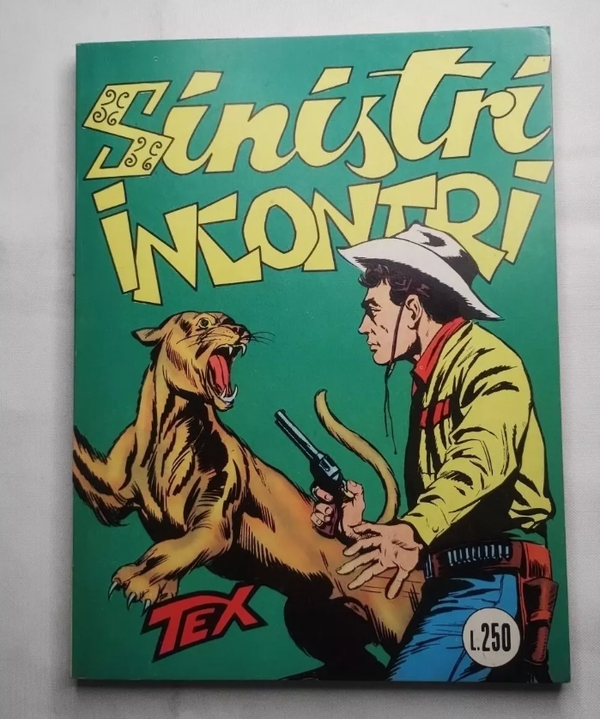 Sinistri
INCONTRI
TEX
L.250